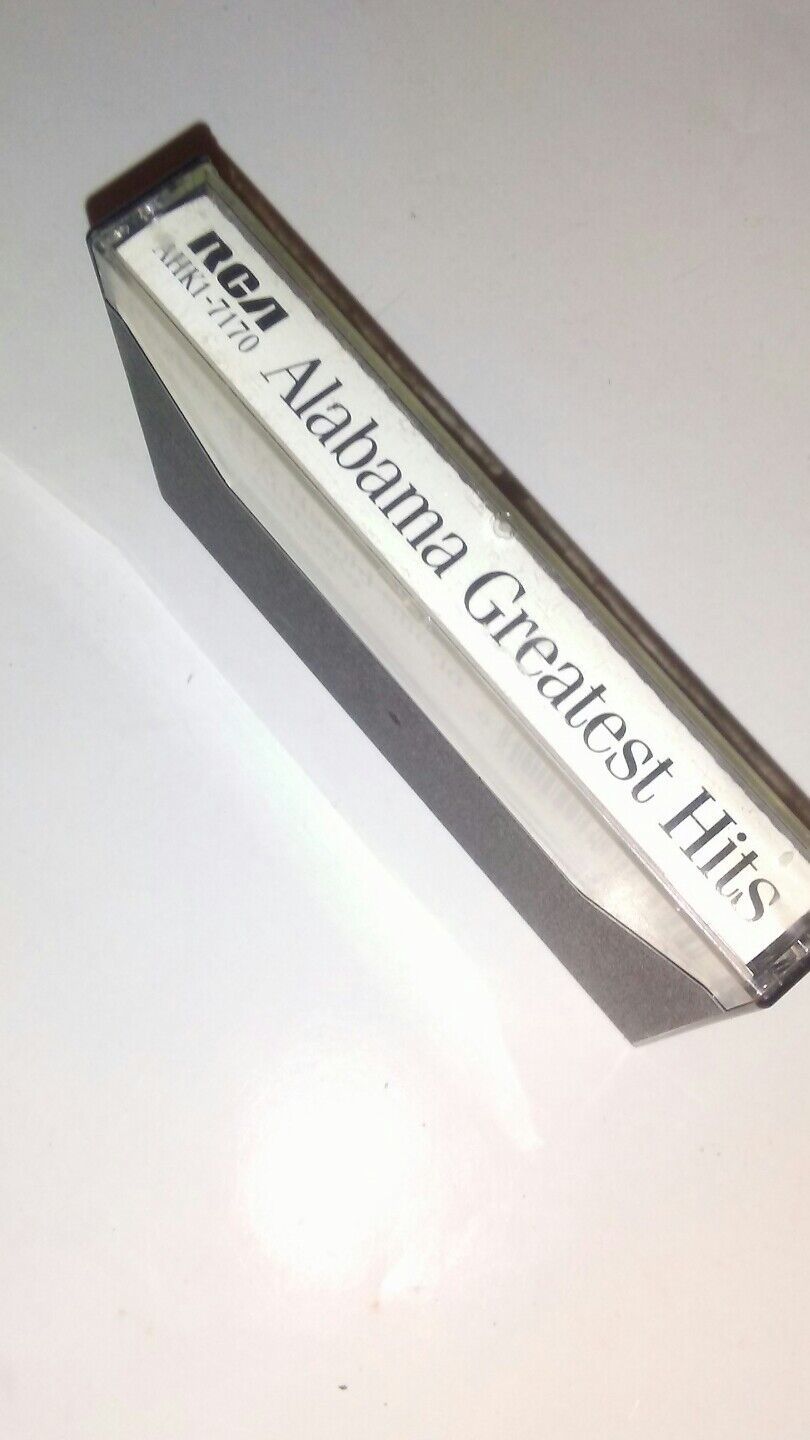 RCA
AHK1-7170
Alabama Greatest Hits